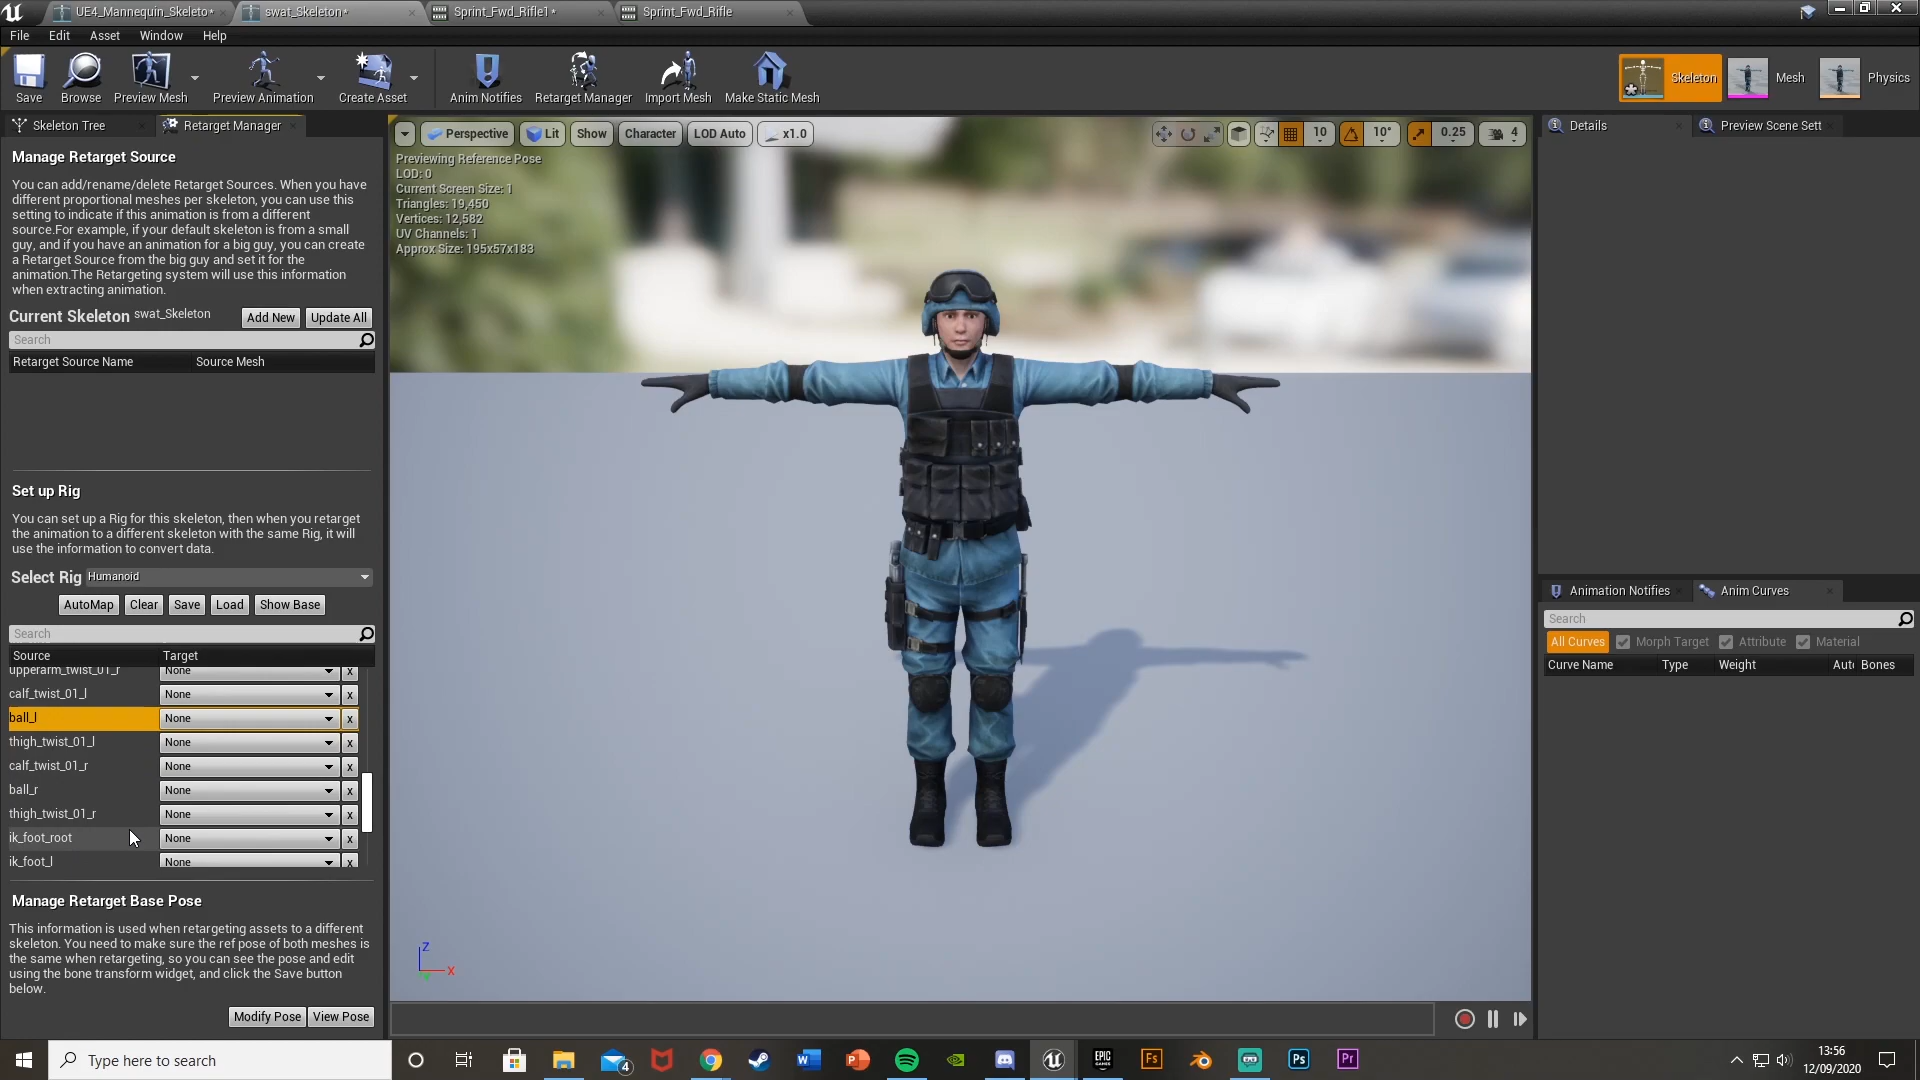 UE4_Mannequin_Skeleto*
swat_Skeleton*
Sprint_Fwd_Rifle1*
Sprint_Fwd_Rifle
File
Edit
Asset
Window
Help
Save
Browse
Preview Mesh
Preview Animation
Create Asset
Anim Notifies
Retarget Manager
Import Mesh
Make Static Mesh
Skeleton
Mesh
Physics
Skeleton Tree
Retarget Manager
Manage Retarget Source
You can add/rename/delete Retarget Sources. When you have
different proportional meshes per skeleton, you can use this
setting to indicate if this animation is from a different
source.For example, if your default skeleton is from a small
guy, and if you have an animation for a big guy, you can create
a Retarget Source from the big guy and set it for the
animation.The Retargeting system will use this information
when extracting animation.
Current Skeleton swat_Skeleton
Add New
Update All
Search
Retarget Source Name
Source Mesh
Set up Rig
You can set up a Rig for this skeleton, then when you retarget
the animation to a different skeleton with the same Rig, it will
use the information to convert data.
Select Rig Humanoid
AutoMap
Clear
Save
Load
Show Base
Search
Source
Target
upperarm_twist_01_r None x
calf_twist_01_l None x
ball_l None x
thigh_twist_01_l None x
calf_twist_01_r None x
ball_r None x
thigh_twist_01_r None x
ik_foot_root None x
ik_foot_l None x
Manage Retarget Base Pose
This information is used when retargeting assets to a different
skeleton. You need to make sure the ref pose of both meshes is
the same when retargeting, so you can see the pose and edit
using the bone transform widget, and click the Save button
below.
Modify Pose
View Pose
Perspective
Lit
Show
Character
LOD Auto
x1.0
10
10°
0.25
4
Previewing Reference Pose
LOD: 0
Current Screen Size: 1
Triangles: 19,450
Vertices: 12,582
UV Channels: 1
Approx Size: 195x57x183
Z
X
Details
Preview Scene Sett
Animation Notifies
Anim Curves
Search
All Curves
Morph Target
Attribute
Material
Curve Name
Type
Weight
Aut
Bones
Type here to search
4
13:56
12/09/2020